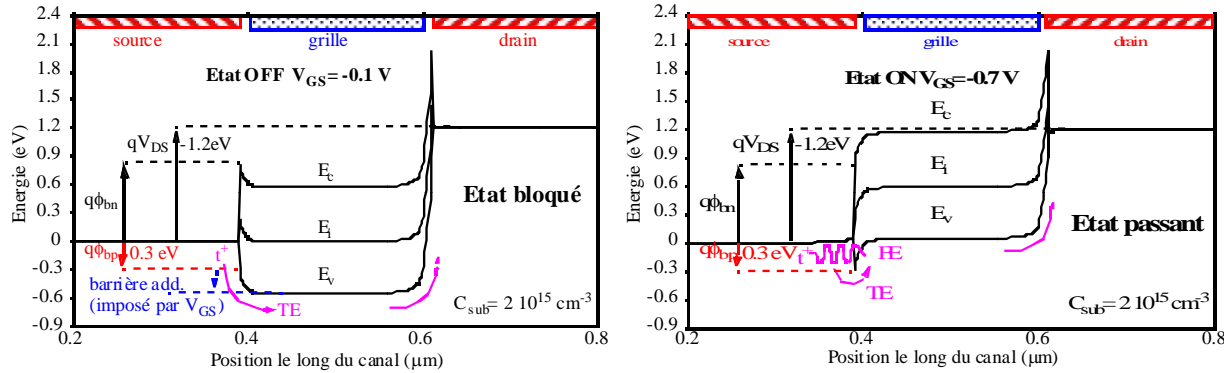 2.4
2.1
1.8
1.5
1.2
0.9
0.6
0.3
0
-0.3
-0.6
-0.9
Energie (eV)
source
grille
drain
Etat OFF V_GS = -0.1 V
qV_DS
-1.2eV
E_c
qϕ_bn
E_i
Etat bloqué
qϕ_bp
0.3 eV
t+
barrière add.
(imposé par V_GS)
E_v
TE
C_sub = 2 10^15 cm^-3
0.2
0.4
0.6
0.8
Position le long du canal (μm)
2.4
2.1
1.8
1.5
1.2
0.9
0.6
0.3
0
-0.3
-0.6
-0.9
Energie (eV)
source
grille
drain
Etat ON V_GS = -0.7 V
E_c
qV_DS
-1.2eV
E_i
qϕ_bn
E_v
Etat passant
qϕ_bp
0.3 eV
t+
FE
TE
C_sub = 2 10^15 cm^-3
0.2
0.4
0.6
0.8
Position le long du canal (μm)